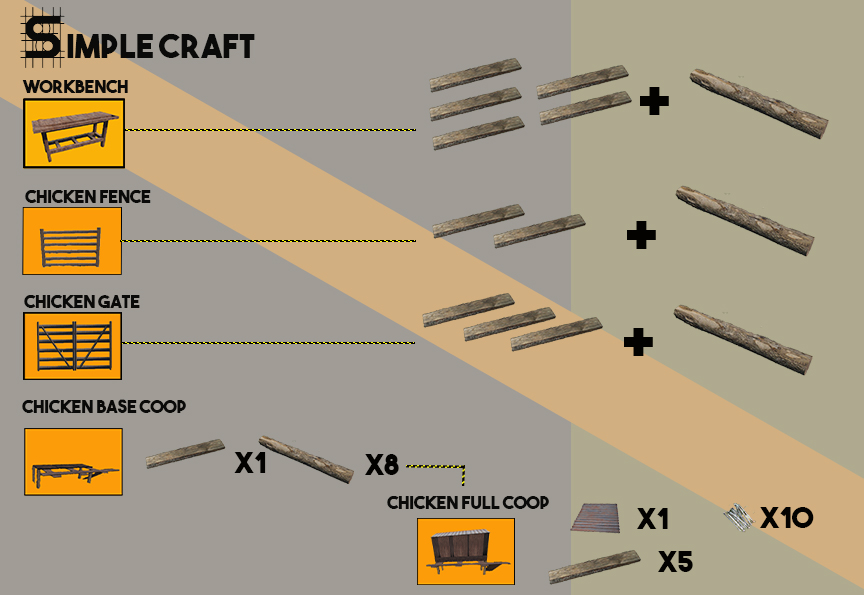 SIMPLE CRAFT
WORKBENCH
+
CHICKEN FENCE
+
CHICKEN GATE
+
CHICKEN BASE COOP
X1
X8
CHICKEN FULL COOP
X1
X10
X5